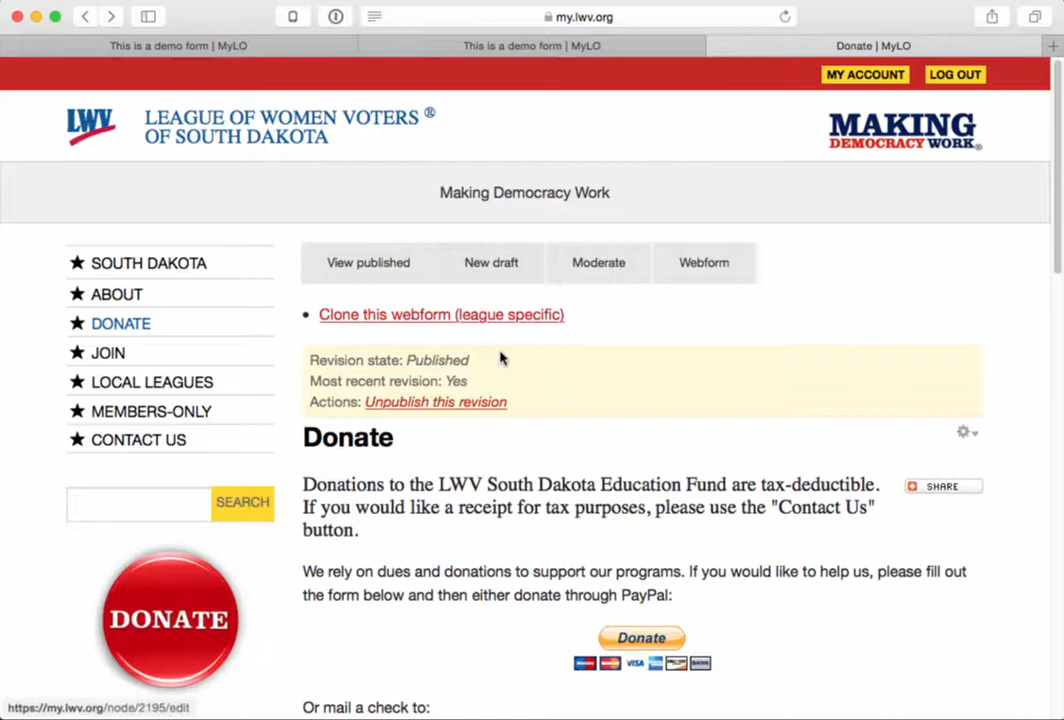 my.lwv.org
This is a demo form | MyLO
This is a demo form | MyLO
Donate | MyLO
MY ACCOUNT
LOG OUT
LWV
LEAGUE OF WOMEN VOTERS ®
OF SOUTH DAKOTA
MAKING
DEMOCRACY WORK®
Making Democracy Work
★ SOUTH DAKOTA
★ ABOUT
★ DONATE
★ JOIN
★ LOCAL LEAGUES
★ MEMBERS-ONLY
★ CONTACT US
SEARCH
DONATE
View published
New draft
Moderate
Webform
• Clone this webform (league specific)
Revision state: Published
Most recent revision: Yes
Actions: Unpublish this revision
Donate
Donations to the LWV South Dakota Education Fund are tax-deductible.
If you would like a receipt for tax purposes, please use the "Contact Us"
button.
SHARE
We rely on dues and donations to support our programs. If you would like to help us, please fill out
the form below and then either donate through PayPal:
Donate
VISA
BANK
Or mail a check to:
https://my.lwv.org/node/2195/edit